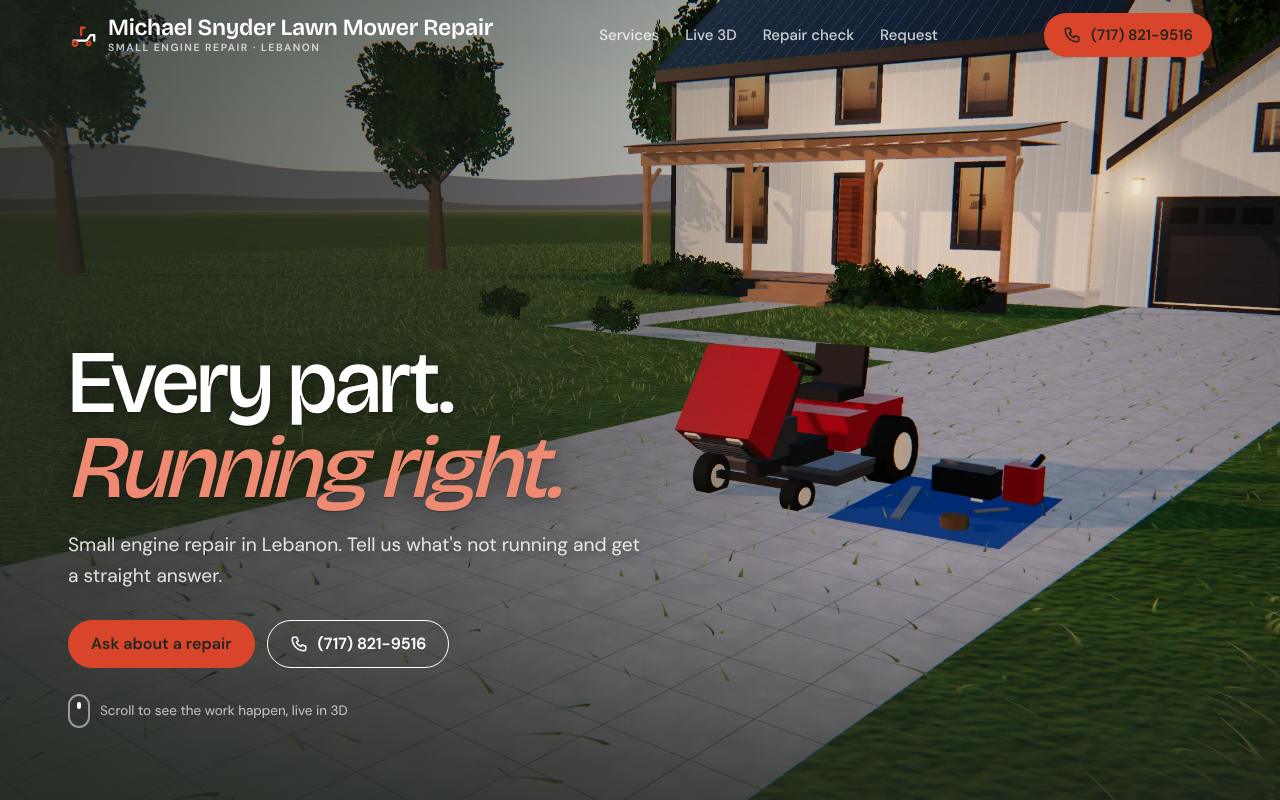 Michael Snyder Lawn Mower Repair
SMALL ENGINE REPAIR · LEBANON
Services
Live 3D
Repair check
Request
(717) 821-9516
Every part.
Running right.
Small engine repair in Lebanon. Tell us what's not running and get
a straight answer.
Ask about a repair
(717) 821-9516
Scroll to see the work happen, live in 3D